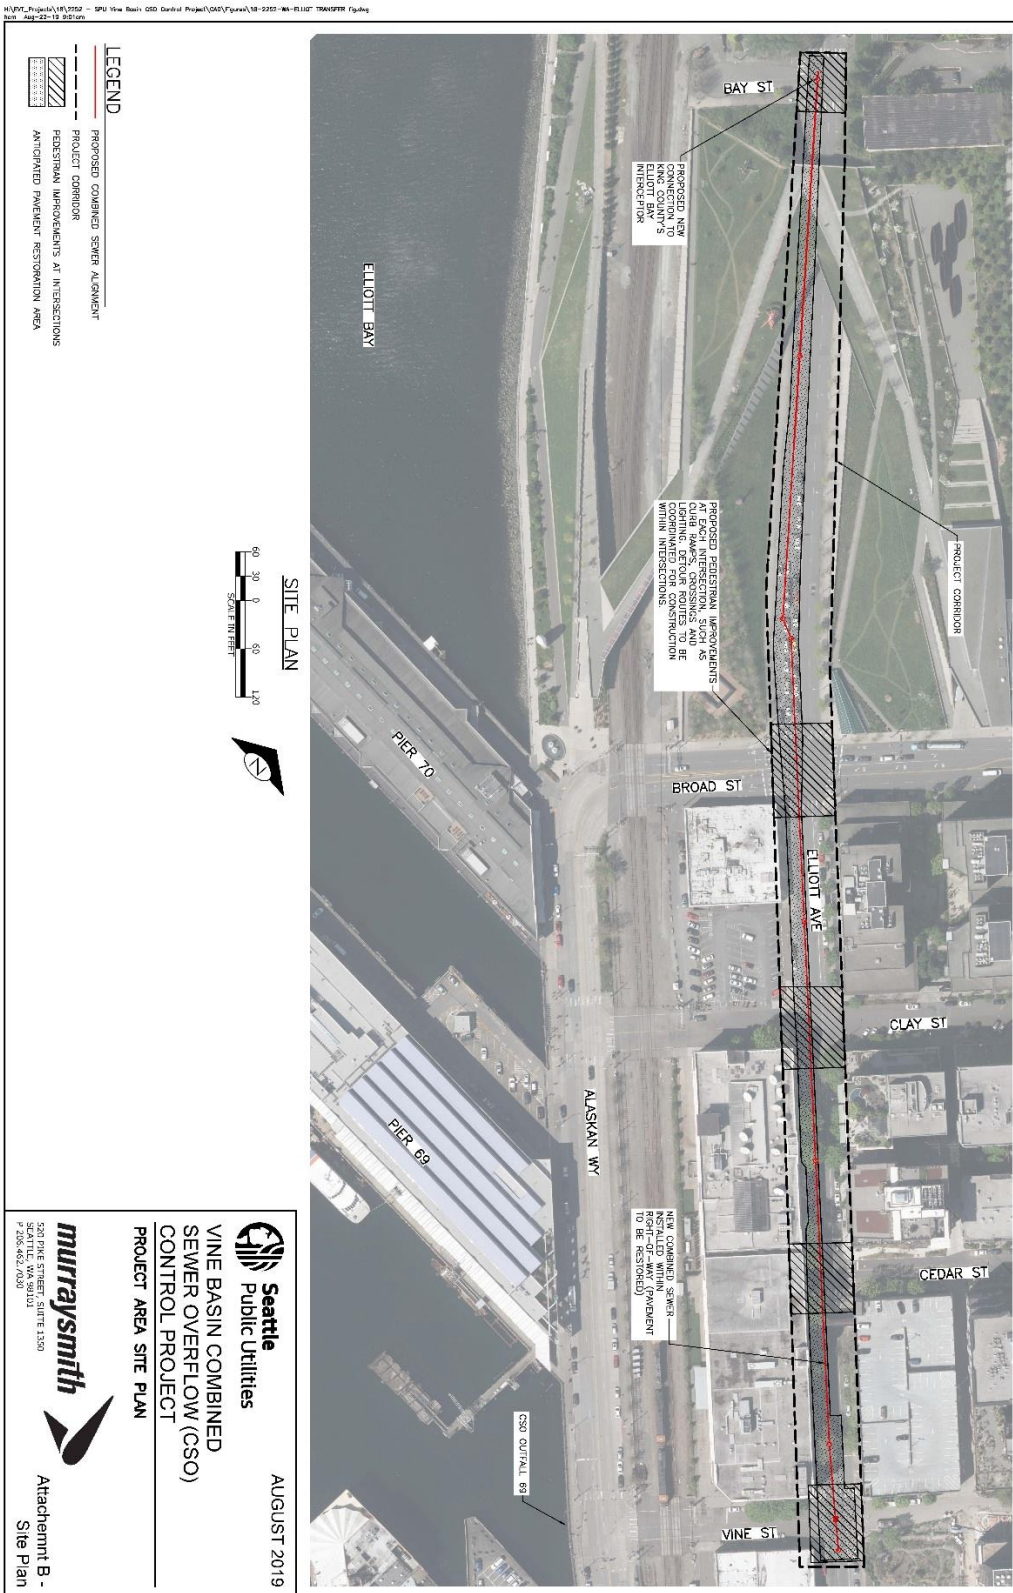 H:\EVT_Projects\18\2252 - SPU Vine Basin CSO Control Project\CAD\Figures\18-2252-WA-ELLIOT TRANSFER Fig.dwg
Aug-22-19 9:51am
BAY ST
PROPOSED NEW
CONNECTION TO
KING COUNTY'S
ELLIOTT BAY
INTERCEPTOR
ELLIOTT BAY
PROJECT CORRIDOR
PROPOSED PEDESTRIAN IMPROVEMENTS
AT EACH INTERSECTION, SUCH AS
CURB RAMPS, CROSSINGS AND
LIGHTING. DETOUR ROUTES TO BE
COORDINATED FOR CONSTRUCTION
WITHIN INTERSECTIONS.
BROAD ST
PIER 70
ELLIOTT AVE
CLAY ST
ALASKAN WY
PIER 69
CEDAR ST
NEW COMBINED SEWER
INSTALLED WITHIN
RIGHT-OF-WAY (PAVEMENT
TO BE RESTORED)
CSO OUTFALL 69
VINE ST
LEGEND
PROPOSED COMBINED SEWER ALIGNMENT
PROJECT CORRIDOR
PEDESTRIAN IMPROVEMENTS AT INTERSECTIONS
ANTICIPATED PAVEMENT RESTORATION AREA
SITE PLAN
60 30 0 60 120
SCALE IN FEET
N
Seattle
Public Utilities
AUGUST 2019
VINE BASIN COMBINED
SEWER OVERFLOW (CSO)
CONTROL PROJECT
PROJECT AREA SITE PLAN
murraysmith
520 PIKE STREET, SUITE 1350
SEATTLE, WA 98101
P 206.462.7030
Attachemnt B -
Site Plan